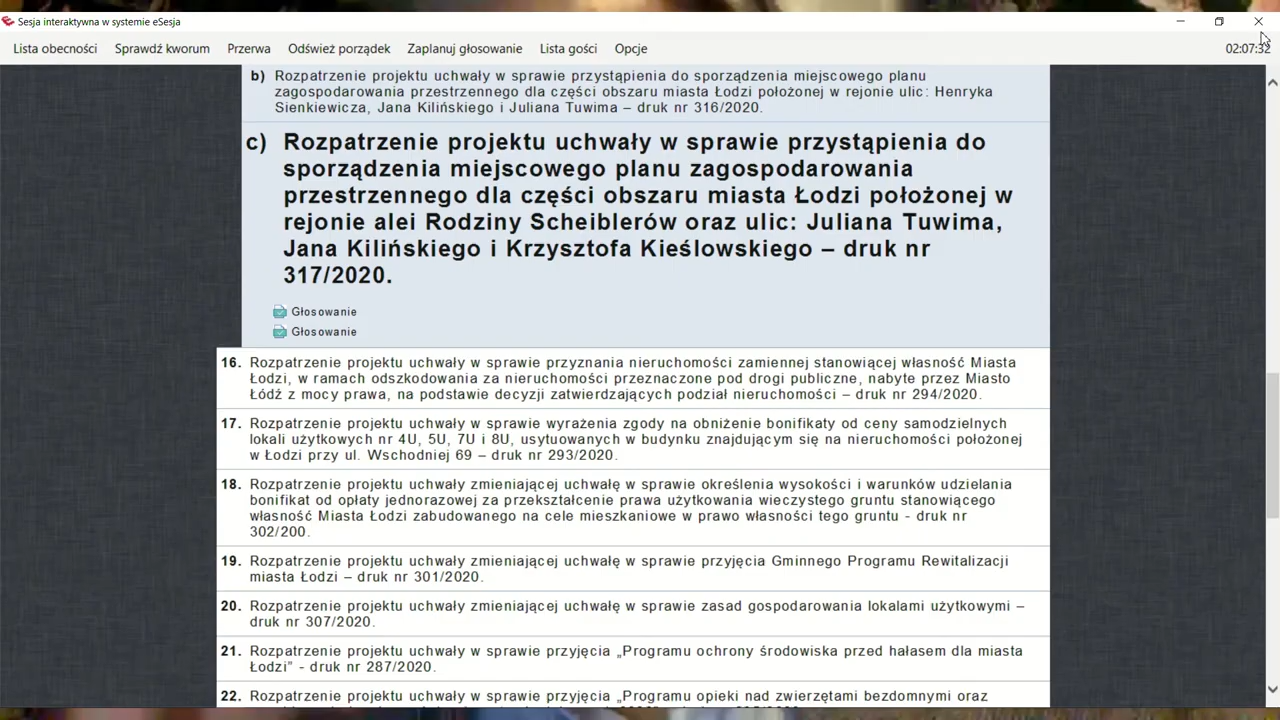 Sesja interaktywna w systemie eSesja
Lista obecności Sprawdź kworum Przerwa Odśwież porządek Zaplanuj głosowanie Lista gości Opcje 02:07:32
b) Rozpatrzenie projektu uchwały w sprawie przystąpienia do sporządzenia miejscowego planu
zagospodarowania przestrzennego dla części obszaru miasta Łodzi położonej w rejonie ulic: Henryka
Sienkiewicza, Jana Kilińskiego i Juliana Tuwima – druk nr 316/2020.
c) Rozpatrzenie projektu uchwały w sprawie przystąpienia do
sporządzenia miejscowego planu zagospodarowania
przestrzennego dla części obszaru miasta Łodzi położonej w
rejonie alei Rodziny Scheiblerów oraz ulic: Juliana Tuwima,
Jana Kilińskiego i Krzysztofa Kieślowskiego – druk nr
317/2020.
Głosowanie
Głosowanie
16. Rozpatrzenie projektu uchwały w sprawie przyznania nieruchomości zamiennej stanowiącej własność Miasta
Łodzi, w ramach odszkodowania za nieruchomości przeznaczone pod drogi publiczne, nabyte przez Miasto
Łódź z mocy prawa, na podstawie decyzji zatwierdzających podział nieruchomości – druk nr 294/2020.
17. Rozpatrzenie projektu uchwały w sprawie wyrażenia zgody na obniżenie bonifikaty od ceny samodzielnych
lokali użytkowych nr 4U, 5U, 7U i 8U, usytuowanych w budynku znajdującym się na nieruchomości położonej
w Łodzi przy ul. Wschodniej 69 – druk nr 293/2020.
18. Rozpatrzenie projektu uchwały zmieniającej uchwałę w sprawie określenia wysokości i warunków udzielania
bonifikat od opłaty jednorazowej za przekształcenie prawa użytkowania wieczystego gruntu stanowiącego
własność Miasta Łodzi zabudowanego na cele mieszkaniowe w prawo własności tego gruntu - druk nr
302/200.
19. Rozpatrzenie projektu uchwały zmieniającej uchwałę w sprawie przyjęcia Gminnego Programu Rewitalizacji
miasta Łodzi – druk nr 301/2020.
20. Rozpatrzenie projektu uchwały zmieniającej uchwałę w sprawie zasad gospodarowania lokalami użytkowymi –
druk nr 307/2020.
21. Rozpatrzenie projektu uchwały w sprawie przyjęcia „Programu ochrony środowiska przed hałasem dla miasta
Łodzi” - druk nr 287/2020.
22. Rozpatrzenie projektu uchwały w sprawie przyjęcia „Programu opieki nad zwierzętami bezdomnymi oraz